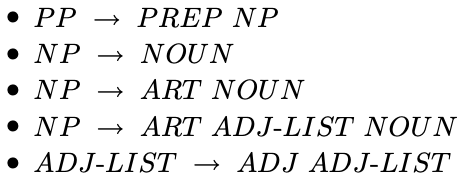 • PP → PREP NP
• NP → NOUN
• NP → ART NOUN
• NP → ART ADJ-LIST NOUN
• ADJ-LIST → ADJ ADJ-LIST